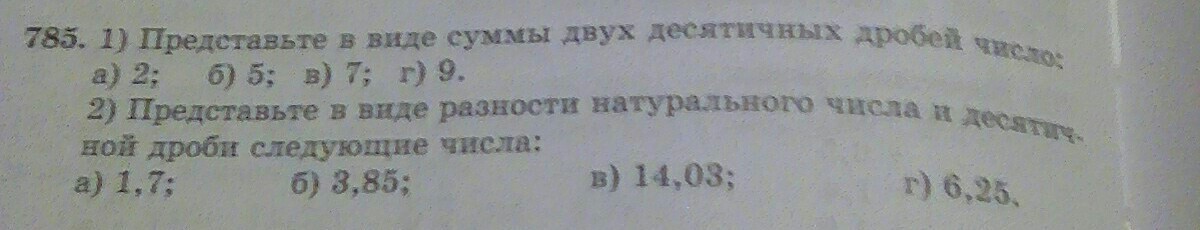 785. 1) Представьте в виде суммы двух десятичных дробей число:
а) 2; б) 5; в) 7; г) 9.
2) Представьте в виде разности натурального числа и десятич-
ной дроби следующие числа:
а) 1,7; б) 3,85; в) 14,03; г) 6,25.